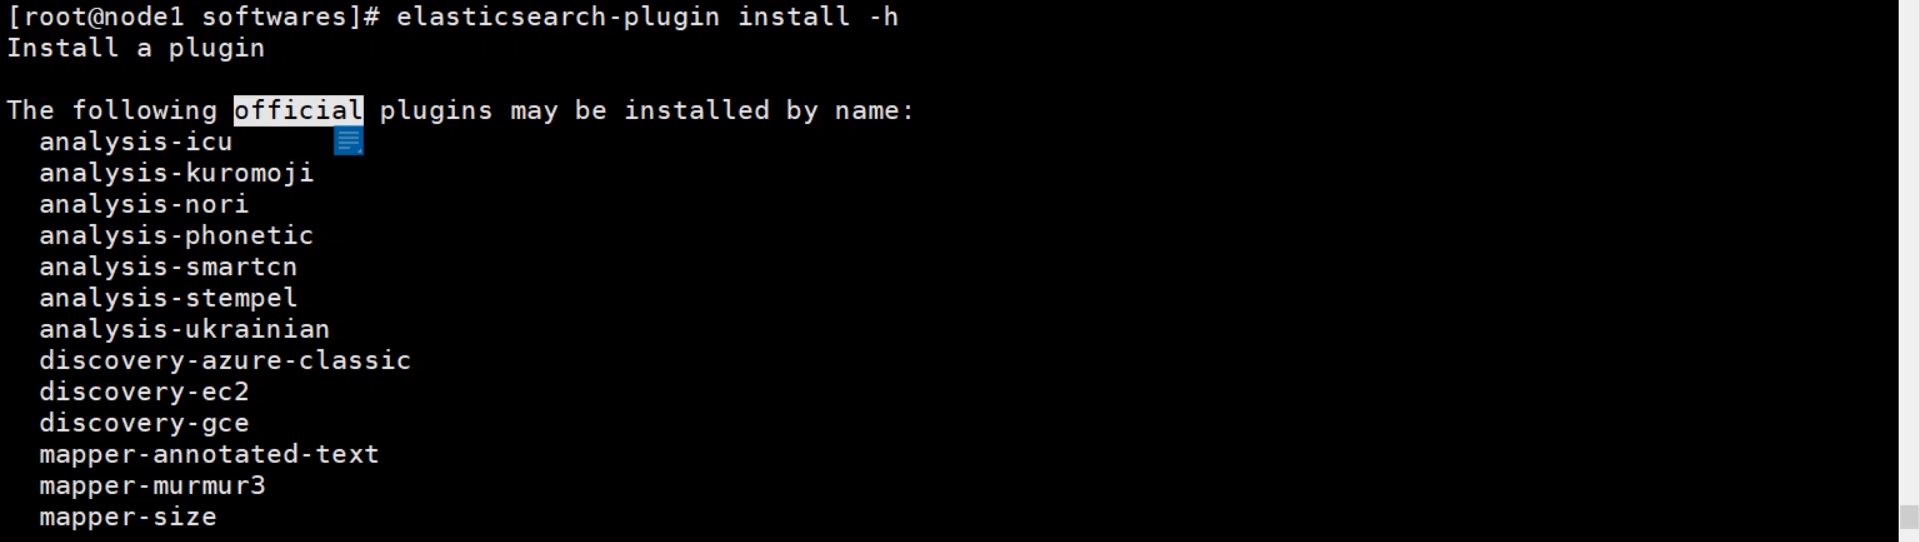 [root@node1 softwares]# elasticsearch-plugin install -h
Install a plugin
The following official plugins may be installed by name:
analysis-icu
analysis-kuromoji
analysis-nori
analysis-phonetic
analysis-smartcn
analysis-stempel
analysis-ukrainian
discovery-azure-classic
discovery-ec2
discovery-gce
mapper-annotated-text
mapper-murmur3
mapper-size